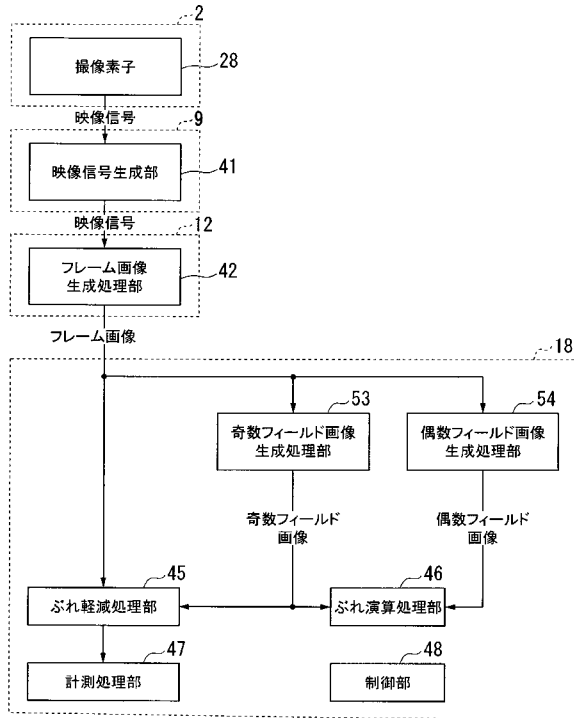 2
撮像素子
28
映像信号
9
映像信号生成部
41
映像信号
12
フレーム画像
生成処理部
42
フレーム画像
18
53
54
奇数フィールド画像
生成処理部
偶数フィールド画像
生成処理部
奇数フィールド
画像
偶数フィールド
画像
45
46
ぶれ軽減処理部
ぶれ演算処理部
47
48
計測処理部
制御部